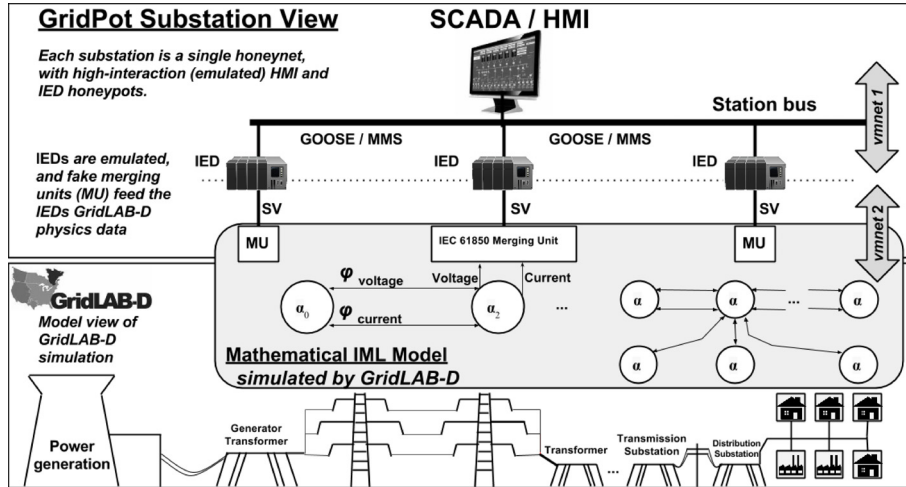 GridPot Substation View
SCADA / HMI
Each substation is a single honeynet,
with high-interaction (emulated) HMI and
IED honeypots.
Station bus
vmnet 1
GOOSE / MMS
GOOSE / MMS
IEDs are emulated,
and fake merging
units (MU) feed the
IEDs GridLAB-D
physics data
IED
IED
IED
SV
SV
SV
vmnet 2
MU
IEC 61850 Merging Unit
MU
φ voltage
Voltage
Current
α0
φ current
α2
...
α
α
...
α
α
α
α
GridLAB-D
Model view of
GridLAB-D
simulation
Mathematical IML Model
simulated by GridLAB-D
Power
generation
Generator
Transformer
Transformer
...
Transmission
Substation
Distribution
Substation